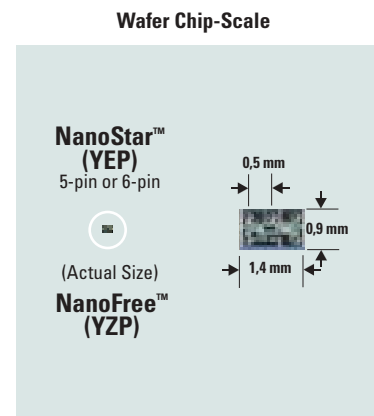 Wafer Chip-Scale
NanoStar™
(YEP)
5-pin or 6-pin
(Actual Size)
NanoFree™
(YZP)
0,5 mm
0,9 mm
1,4 mm